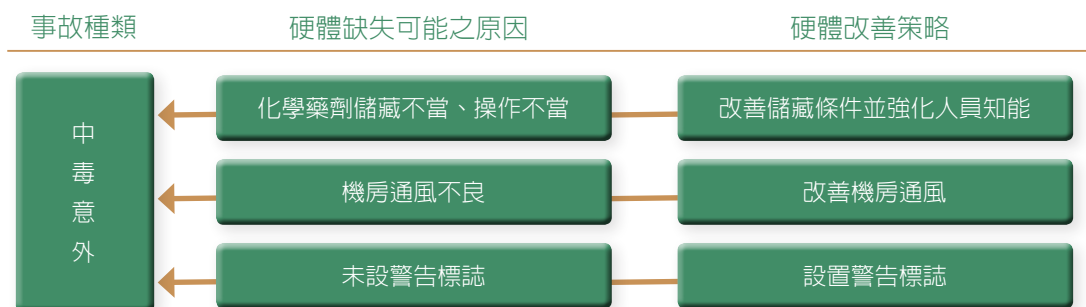 事故種類 硬體缺失可能之原因 硬體改善策略
中毒意外
化學藥劑儲藏不當、操作不當 改善儲藏條件並強化人員知能
機房通風不良 改善機房通風
未設警告標誌 設置警告標誌